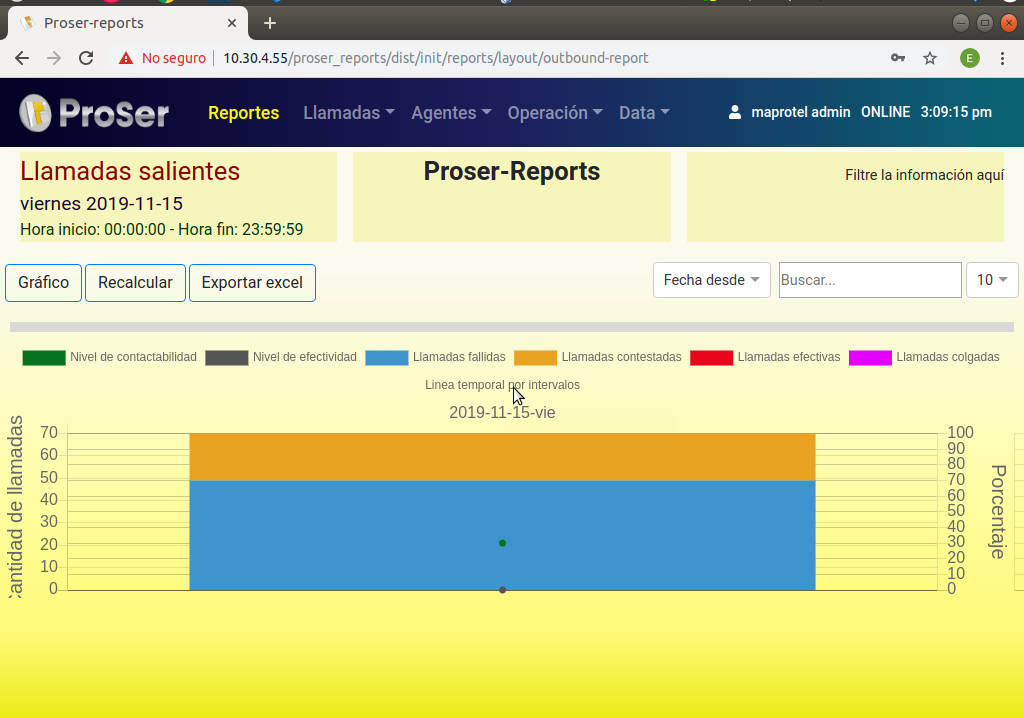 Proser-reports
No seguro 10.30.4.55/proser_reports/dist/init/reports/layout/outbound-report E
ProSer Reportes Llamadas Agentes Operación Data maprotel admin ONLINE 3:09:15 pm
Llamadas salientes
viernes 2019-11-15
Hora inicio: 00:00:00 - Hora fin: 23:59:59
Proser-Reports
Filtre la información aquí
Gráfico Recalcular Exportar excel Fecha desde Buscar... 10
Nivel de contactabilidad Nivel de efectividad Llamadas fallidas Llamadas contestadas Llamadas efectivas Llamadas colgadas
Linea temporal por intervalos
2019-11-15-vie
Cantidad de llamadas
70
60
50
40
30
20
10
0
100
90
80
70
60
50
40
30
20
10
0
Porcentaje